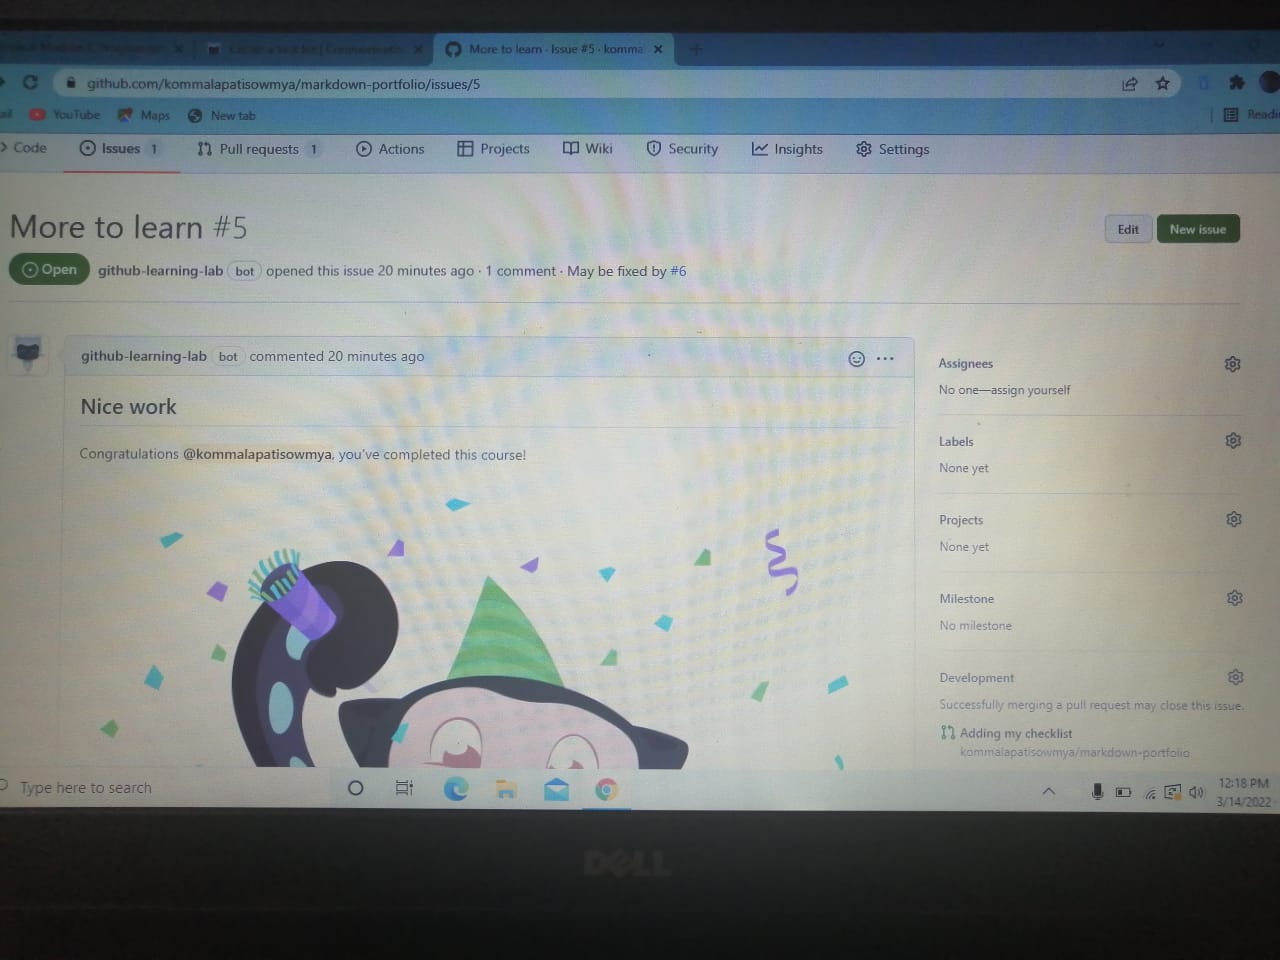 More to learn · Issue #5 · komma
github.com/kommalapatisowmya/markdown-portfolio/issues/5
YouTube Maps New tab
Code Issues 1 Pull requests 1 Actions Projects Wiki Security Insights Settings
More to learn #5
Edit New issue
Open github-learning-lab bot opened this issue 20 minutes ago · 1 comment · May be fixed by #6
github-learning-lab bot commented 20 minutes ago
Nice work
Congratulations @kommalapatisowmya, you've completed this course!
Assignees
No one—assign yourself
Labels
None yet
Projects
None yet
Milestone
No milestone
Development
Successfully merging a pull request may close this issue.
Adding my checklist
kommalapatisowmya/markdown-portfolio
Type here to search
12:18 PM
3/14/2022
DELL